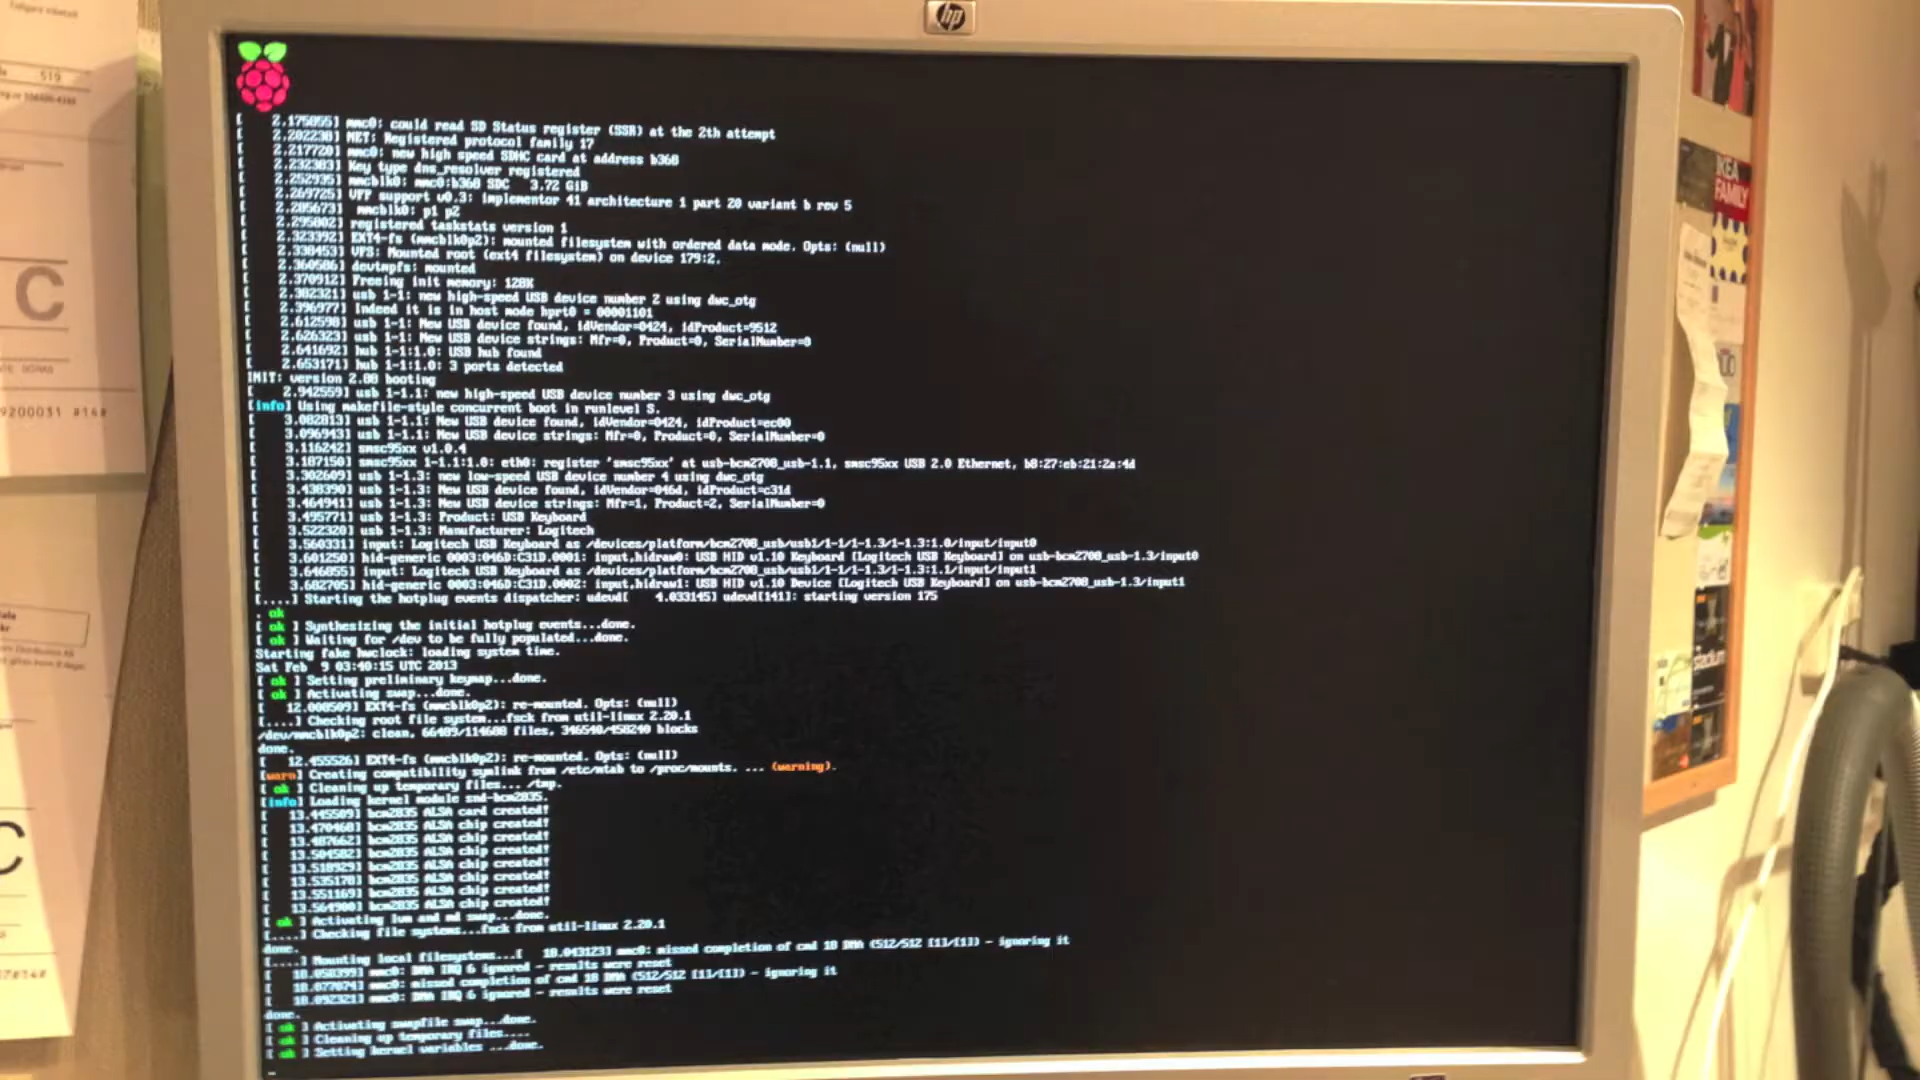 hp
[    2.175855] mmc0: could read SD Status register (SSR) at the 2th attempt
[    2.202238] NET: Registered protocol family 17
[    2.217720] mmc0: new high speed SDHC card at address b368
[    2.232383] Key type dns_resolver registered
[    2.252935] mmcblk0: mmc0:b368 SDC   3.72 GiB
[    2.269725] VFP support v0.3: implementor 41 architecture 1 part 20 variant b rev 5
[    2.285673]  mmcblk0: p1 p2
[    2.295802] registered taskstats version 1
[    2.323392] EXT4-fs (mmcblk0p2): mounted filesystem with ordered data mode. Opts: (null)
[    2.338453] VFS: Mounted root (ext4 filesystem) on device 179:2.
[    2.360586] devtmpfs: mounted
[    2.370912] Freeing init memory: 128K
[    2.382321] usb 1-1: new high-speed USB device number 2 using dwc_otg
[    2.396977] Indeed it is in host mode hprt0 = 00001101
[    2.612598] usb 1-1: New USB device found, idVendor=0424, idProduct=9512
[    2.626323] usb 1-1: New USB device strings: Mfr=0, Product=0, SerialNumber=0
[    2.641692] hub 1-1:1.0: USB hub found
[    2.653171] hub 1-1:1.0: 3 ports detected
INIT: version 2.88 booting
[    2.942559] usb 1-1.1: new high-speed USB device number 3 using dwc_otg
[info] Using makefile-style concurrent boot in runlevel S.
[    3.082813] usb 1-1.1: New USB device found, idVendor=0424, idProduct=ec00
[    3.096943] usb 1-1.1: New USB device strings: Mfr=0, Product=0, SerialNumber=0
[    3.116242] smsc95xx v1.0.4
[    3.187150] smsc95xx 1-1.1:1.0: eth0: register 'smsc95xx' at usb-bcm2708_usb-1.1, smsc95xx USB 2.0 Ethernet, b8:27:eb:21:2a:4d
[    3.302609] usb 1-1.3: new low-speed USB device number 4 using dwc_otg
[    3.438390] usb 1-1.3: New USB device found, idVendor=046d, idProduct=c31d
[    3.464941] usb 1-1.3: New USB device strings: Mfr=1, Product=2, SerialNumber=0
[    3.495771] usb 1-1.3: Product: USB Keyboard
[    3.522320] usb 1-1.3: Manufacturer: Logitech
[    3.560331] input: Logitech USB Keyboard as /devices/platform/bcm2708_usb/usb1/1-1/1-1.3/1-1.3:1.0/input/input0
[    3.601250] hid-generic 0003:046D:C31D.0001: input,hidraw0: USB HID v1.10 Keyboard [Logitech USB Keyboard] on usb-bcm2708_usb-1.3/input0
[    3.646855] input: Logitech USB Keyboard as /devices/platform/bcm2708_usb/usb1/1-1/1-1.3/1-1.3:1.1/input/input1
[    3.682705] hid-generic 0003:046D:C31D.0002: input,hidraw1: USB HID v1.10 Device [Logitech USB Keyboard] on usb-bcm2708_usb-1.3/input1
[....] Starting the hotplug events dispatcher: udevd[    4.033145] udevd[141]: starting version 175
. ok
[ ok ] Synthesizing the initial hotplug events...done.
[ ok ] Waiting for /dev to be fully populated...done.
Starting fake hwclock: loading system time.
Sat Feb  9 03:40:15 UTC 2013
[ ok ] Setting preliminary keymap...done.
[ ok ] Activating swap...done.
[   12.008509] EXT4-fs (mmcblk0p2): re-mounted. Opts: (null)
[....] Checking root file system...fsck from util-linux 2.20.1
/dev/mmcblk0p2: clean, 66489/114688 files, 346540/458240 blocks
done.
[   12.455526] EXT4-fs (mmcblk0p2): re-mounted. Opts: (null)
[warn] Creating compatibility symlink from /etc/mtab to /proc/mounts. ... (warning).
[ ok ] Cleaning up temporary files... /tmp.
[info] Loading kernel module snd-bcm2835.
[   13.445509] bcm2835 ALSA card created!
[   13.470468] bcm2835 ALSA chip created!
[   13.487662] bcm2835 ALSA chip created!
[   13.504582] bcm2835 ALSA chip created!
[   13.518929] bcm2835 ALSA chip created!
[   13.535178] bcm2835 ALSA chip created!
[   13.551169] bcm2835 ALSA chip created!
[   13.564900] bcm2835 ALSA chip created!
[ ok ] Activating lvm and md swap...done.
[....] Checking file systems...fsck from util-linux 2.20.1
done.
[....] Mounting local filesystems...[   18.043123] mmc0: missed completion of cmd 18 DMA (512/512 [1]/[1]) - ignoring it
[   18.058399] mmc0: DMA IRQ 6 ignored - results were reset
[   18.077074] mmc0: missed completion of cmd 18 DMA (512/512 [1]/[1]) - ignoring it
[   18.092321] mmc0: DMA IRQ 6 ignored - results were reset
done.
[ ok ] Activating swapfile swap...done.
[ ok ] Cleaning up temporary files....
[ ok ] Setting kernel variables ...done.
519
C
9200031 #14#
C
#14#
IKEA
FAMILY
stadium